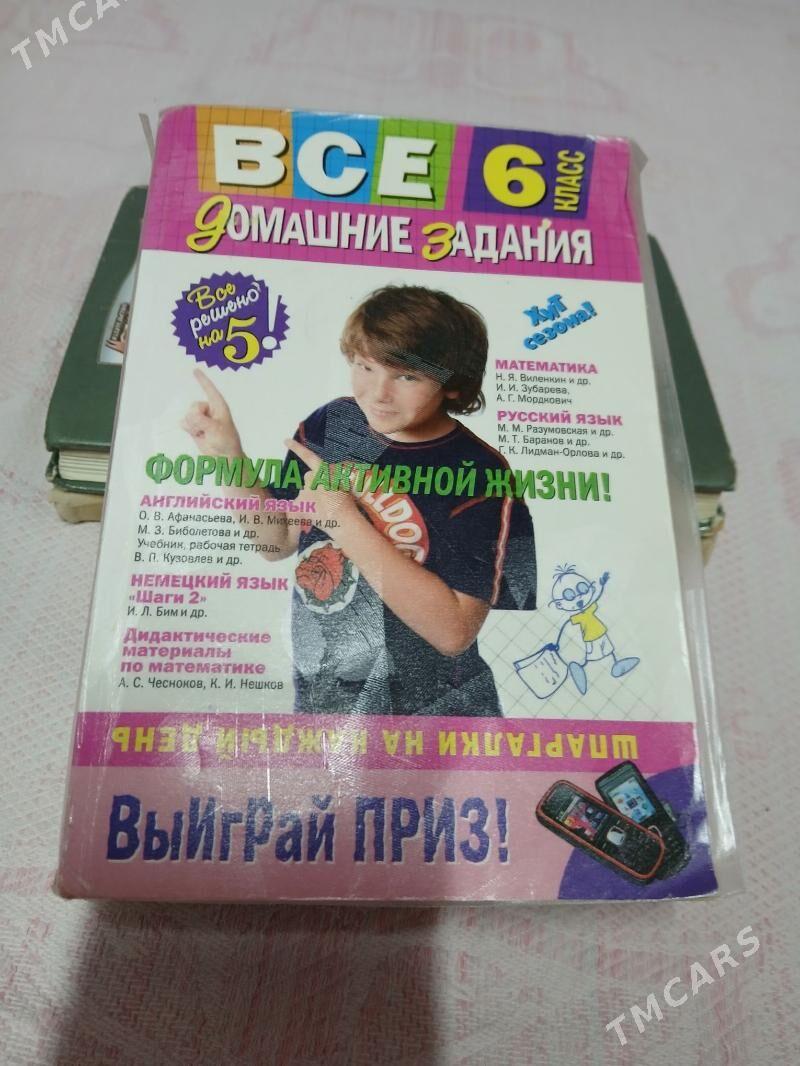 TMCARS
ВСЕ 6 КЛАСС
ДОМАШНИЕ ЗАДАНИЯ
Все
решено
на 5!
Хит
сезона!
МАТЕМАТИКА
Н. Я. Виленкин и др.
И. И. Зубарева,
А. Г. Мордкович
РУССКИЙ ЯЗЫК
М. М. Разумовская и др.
М. Т. Баранов и др.
Г. К. Лидман-Орлова и др.
ФОРМУЛА АКТИВНОЙ ЖИЗНИ!
АНГЛИЙСКИЙ ЯЗЫК
О. В. Афанасьева, И. В. Михеева и др.
М. З. Биболетова и др.
Учебник, рабочая тетрадь
В. П. Кузовлев и др.
НЕМЕЦКИЙ ЯЗЫК
«Шаги 2»
И. Л. Бим и др.
Дидактические
материалы
по математике
А. С. Чесноков, К. И. Нешков
ШПАРГАЛКИ НА КАЖДЫЙ ДЕНЬ
ВЫИГРАЙ ПРИЗ!
TMCARS